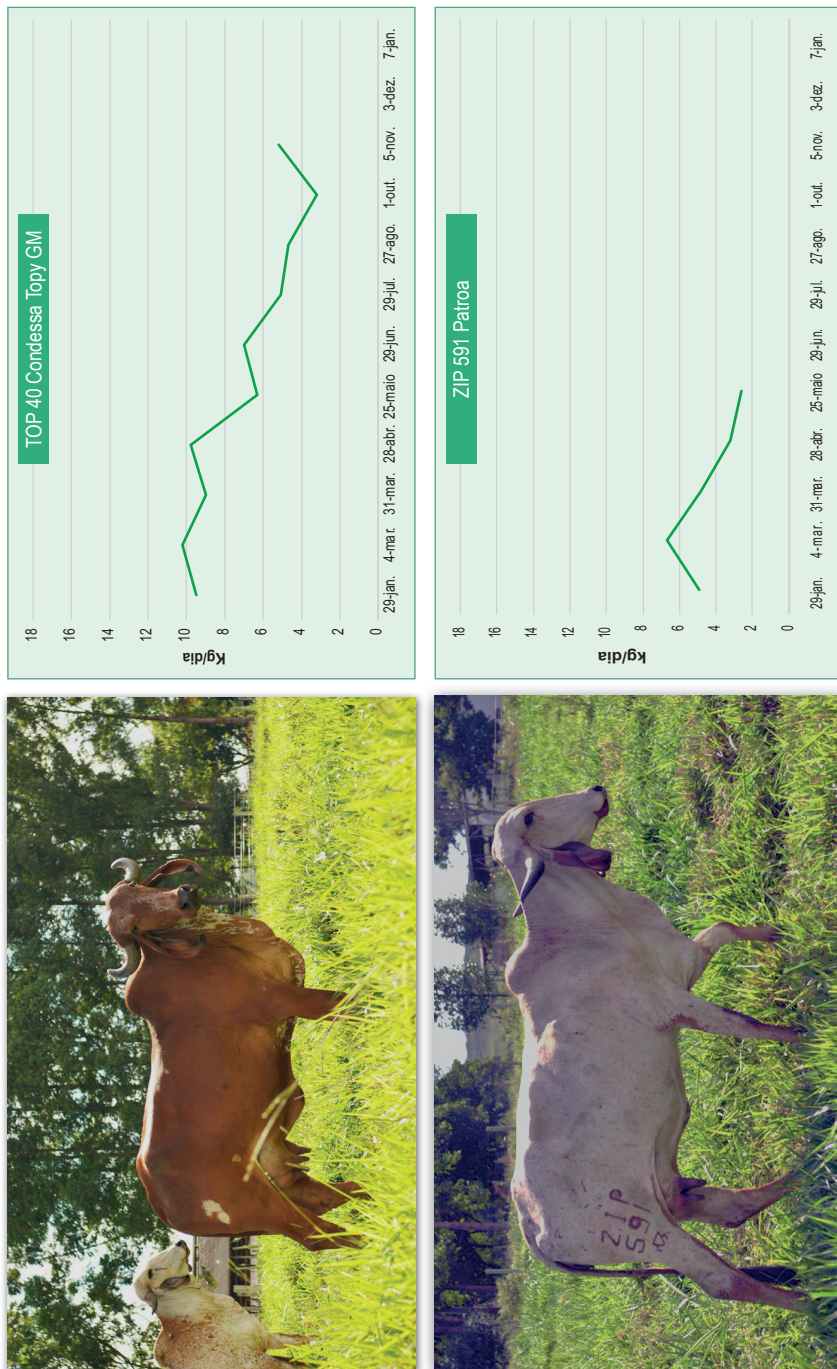 TOP 40 Condessa Topy GM
Kg/dia
18
16
14
12
10
8
6
4
2
0
29-jan.
4-mar.
31-mar.
28-abr.
25-maio
29-jun.
29-jul.
27-ago.
1-out.
5-nov.
3-dez.
7-jan.
ZIP
591
ZIP 591 Patroa
kg/dia
18
16
14
12
10
8
6
4
2
0
29-jan.
4-mar.
31-mar.
28-abr.
25-maio
29-jun.
29-jul.
27-ago.
1-out.
5-nov.
3-dez.
7-jan.